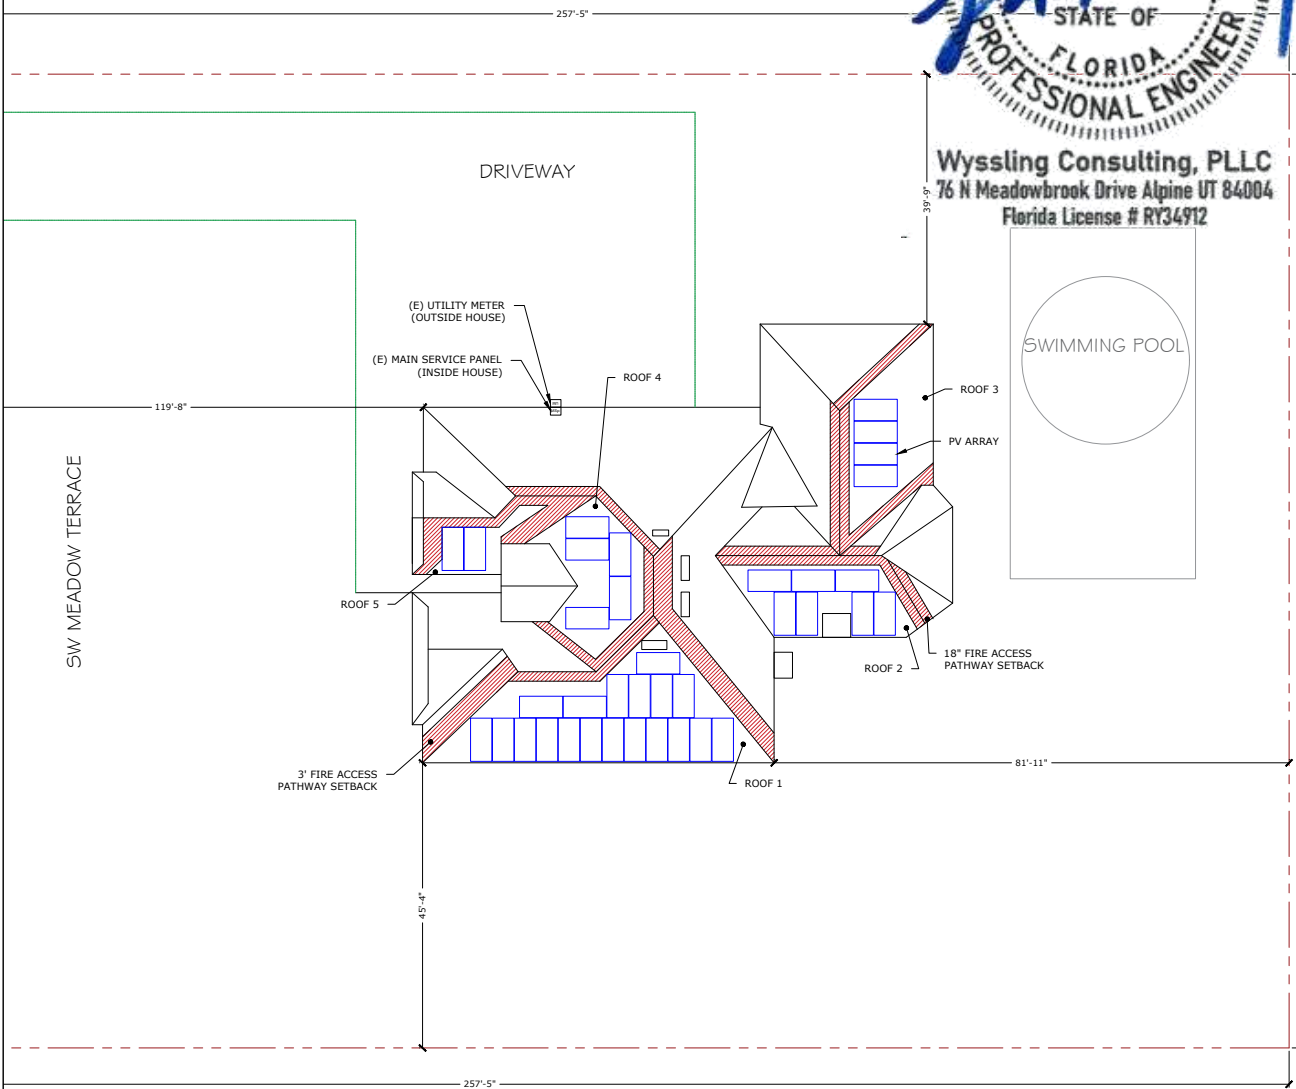 257'-5"
STATE OF
FLORIDA
PROFESSIONAL ENGINEER
Wyssling Consulting, PLLC
76 N Meadowbrook Drive Alpine UT 84004
Florida License # RY34912
39'-9"
DRIVEWAY
(E) UTILITY METER
(OUTSIDE HOUSE)
(E) MAIN SERVICE PANEL
(INSIDE HOUSE)
ROOF 4
SWIMMING POOL
ROOF 3
119'-8"
PV ARRAY
SW MEADOW TERRACE
ROOF 5
18" FIRE ACCESS
PATHWAY SETBACK
ROOF 2
3' FIRE ACCESS
PATHWAY SETBACK
ROOF 1
81'-11"
45'-4"
257'-5"